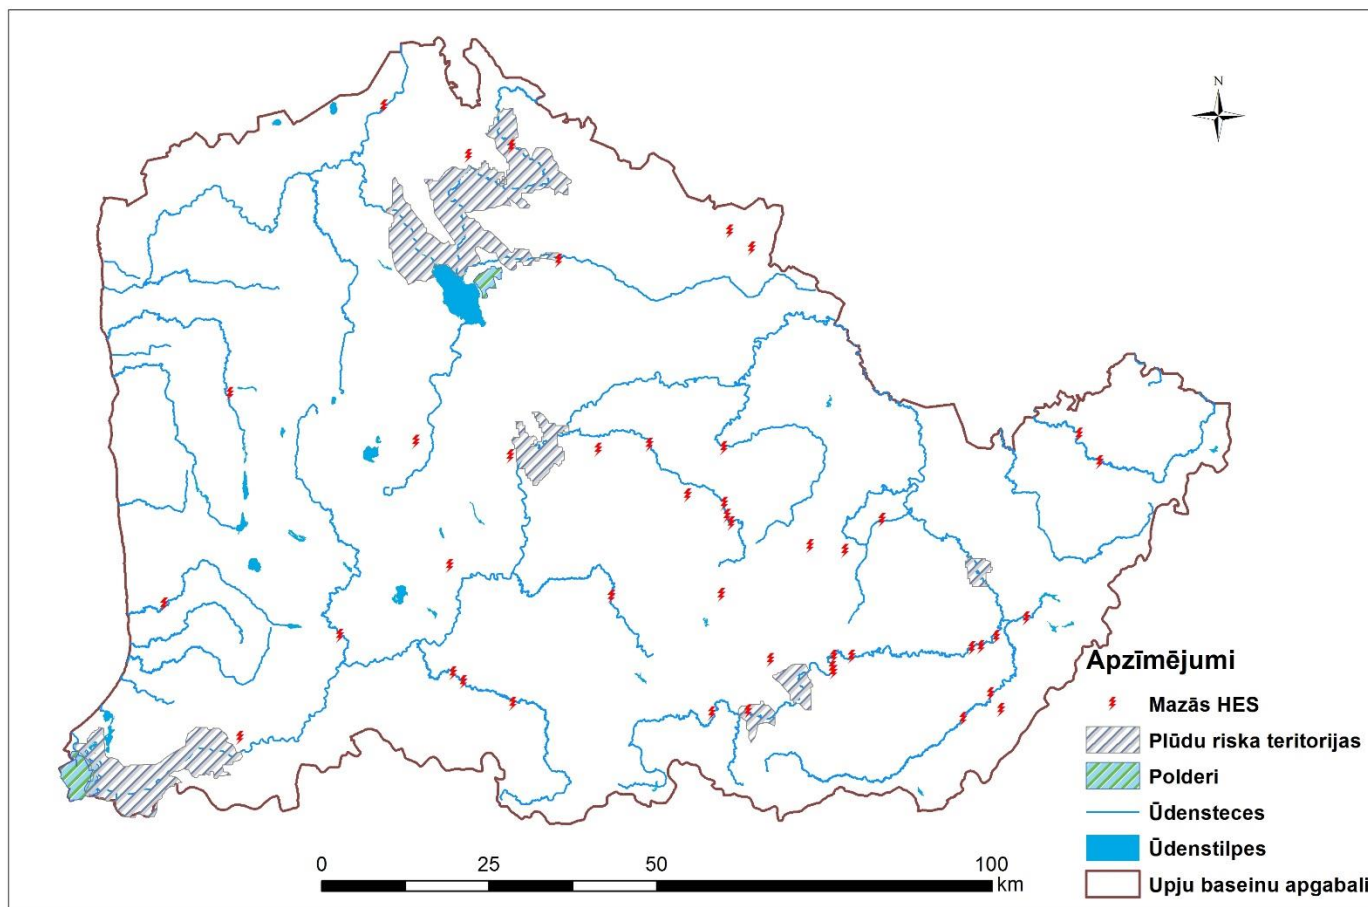 N
Apzīmējumi
Mazās HES
Plūdu riska teritorijas
Polderi
Ūdensteces
Ūdenstilpes
Upju baseinu apgabali
0 25 50 100
km